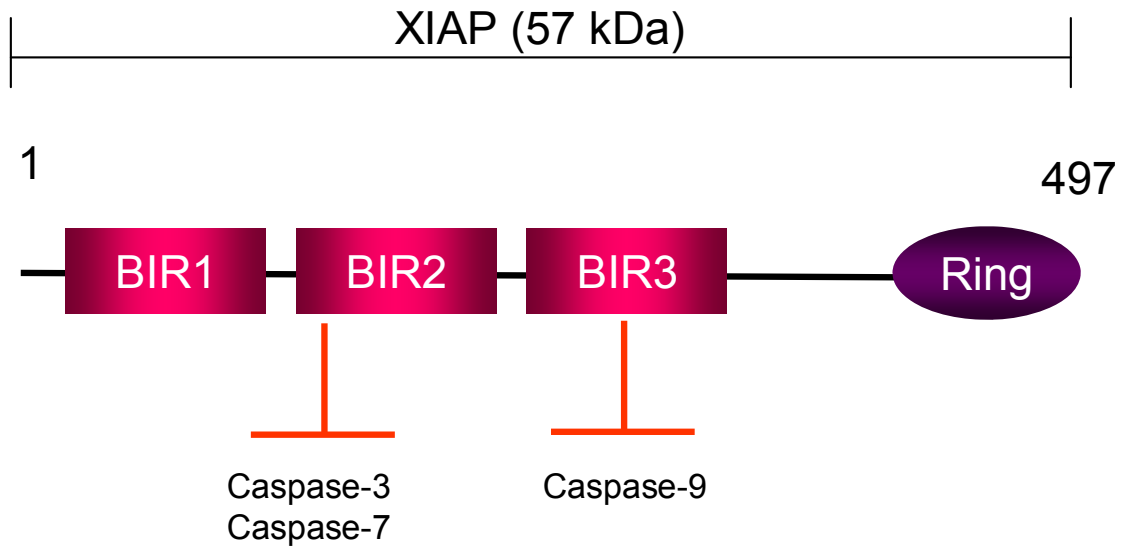 XIAP (57 kDa)
1
497
BIR1
BIR2
BIR3
Ring
Caspase-3
Caspase-7
Caspase-9